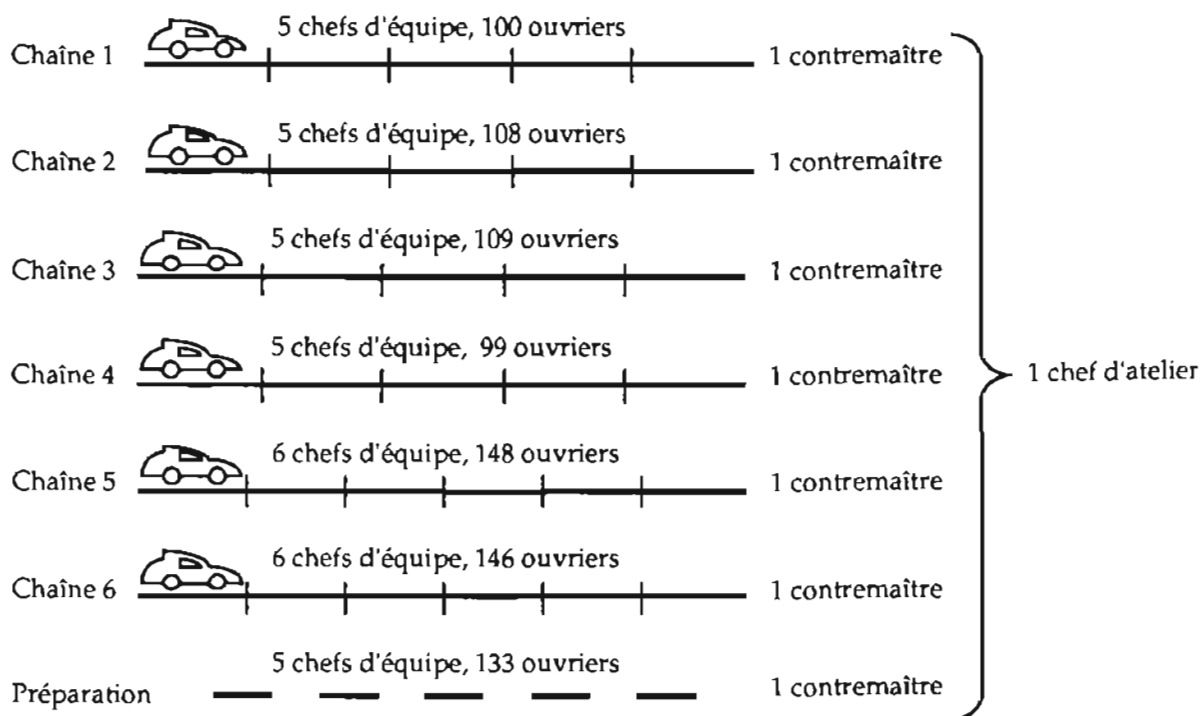 5 chefs d'équipe, 100 ouvriers
Chaîne 1 1 contremaître
5 chefs d'équipe, 108 ouvriers
Chaîne 2 1 contremaître
5 chefs d'équipe, 109 ouvriers
Chaîne 3 1 contremaître
5 chefs d'équipe, 99 ouvriers
Chaîne 4 1 contremaître
1 chef d'atelier
6 chefs d'équipe, 148 ouvriers
Chaîne 5 1 contremaître
6 chefs d'équipe, 146 ouvriers
Chaîne 6 1 contremaître
5 chefs d'équipe, 133 ouvriers
Préparation 1 contremaître